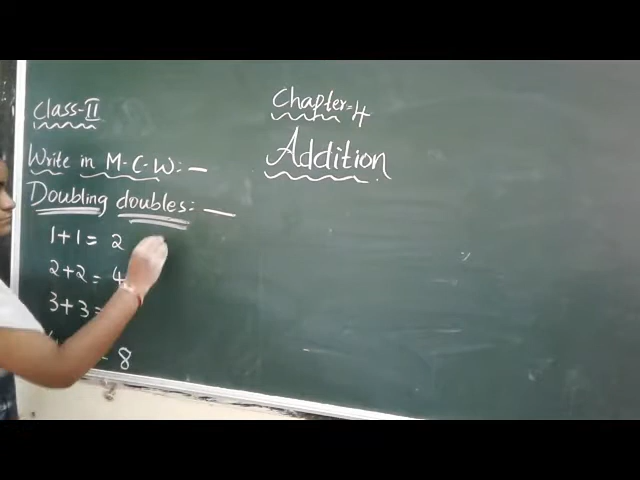 Class-II
Chapter-4
Addition
Write in M-C-W:-
Doubling doubles:-
1+1= 2
2+2= 4
3+3=
= 8